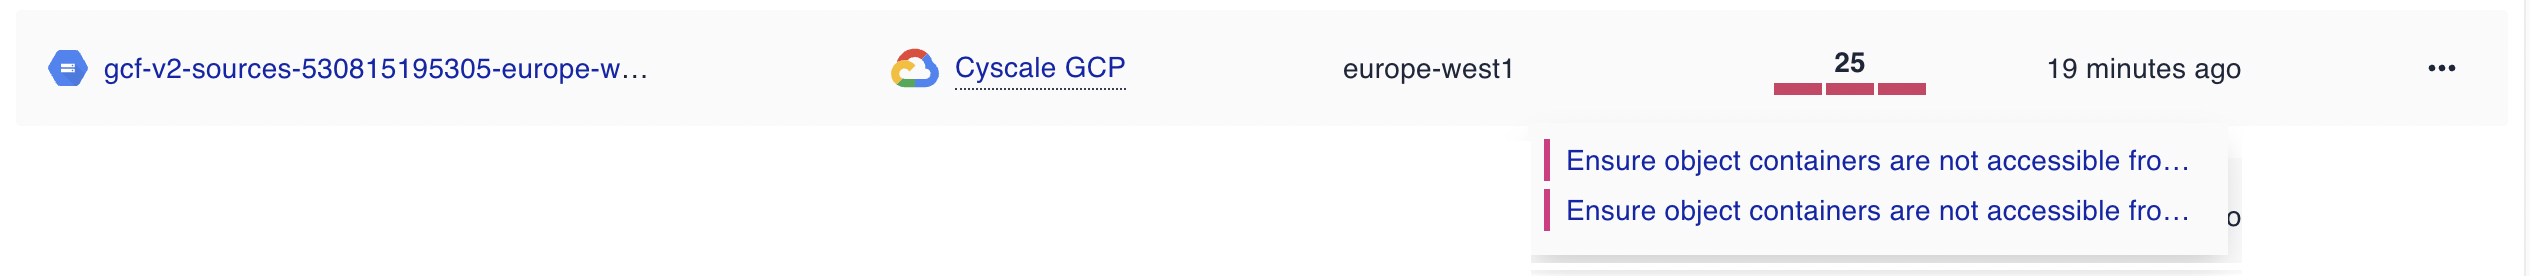 gcf-v2-sources-530815195305-europe-w… Cyscale GCP europe-west1 25 19 minutes ago
Ensure object containers are not accessible fro…
Ensure object containers are not accessible fro…
o